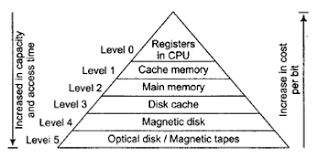 Level 0
Registers
in CPU
Level 1
Cache memory
Level 2
Main memory
Level 3
Disk cache
Level 4
Magnetic disk
Level 5
Optical disk / Magnetic tapes
Increased in capacity
and access time
Increase in cost
per bit